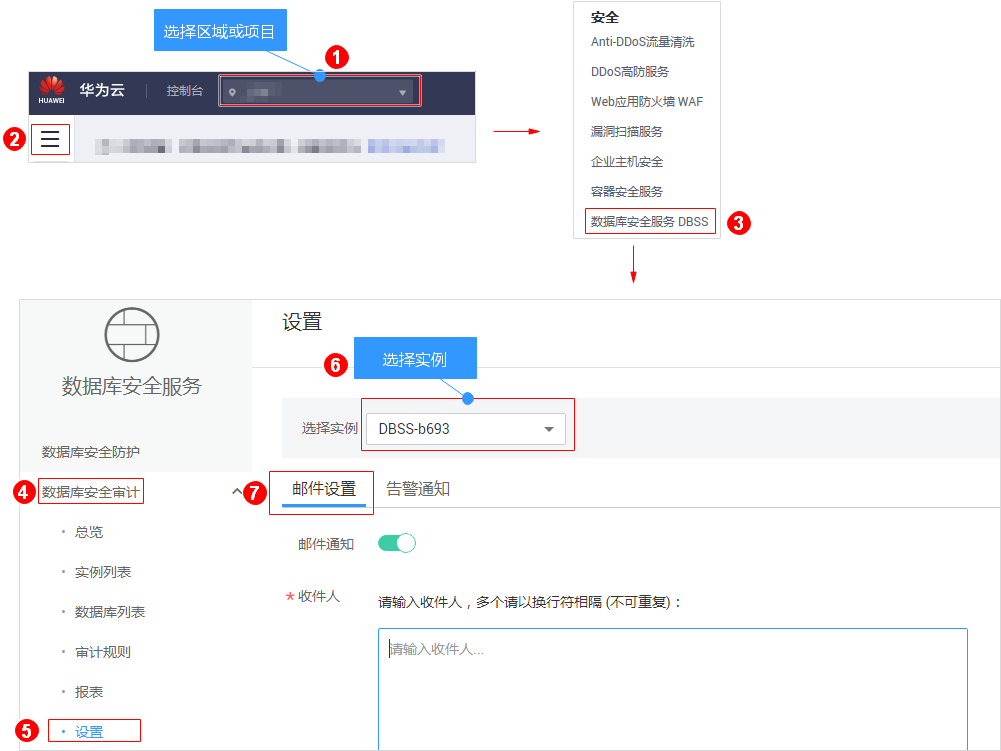 选择区域或项目
1
HUAWEI
华为云
控制台
2
安全
Anti-DDoS流量清洗
DDoS高防服务
Web应用防火墙 WAF
漏洞扫描服务
企业主机安全
容器安全服务
数据库安全服务 DBSS
3
数据库安全服务
数据库安全防护
4
数据库安全审计
总览
实例列表
数据库列表
审计规则
报表
5
设置
设置
6
选择实例
选择实例
DBSS-b693
7
邮件设置
告警通知
邮件通知
* 收件人
请输入收件人，多个请以换行符相隔 (不可重复)：
请输入收件人...